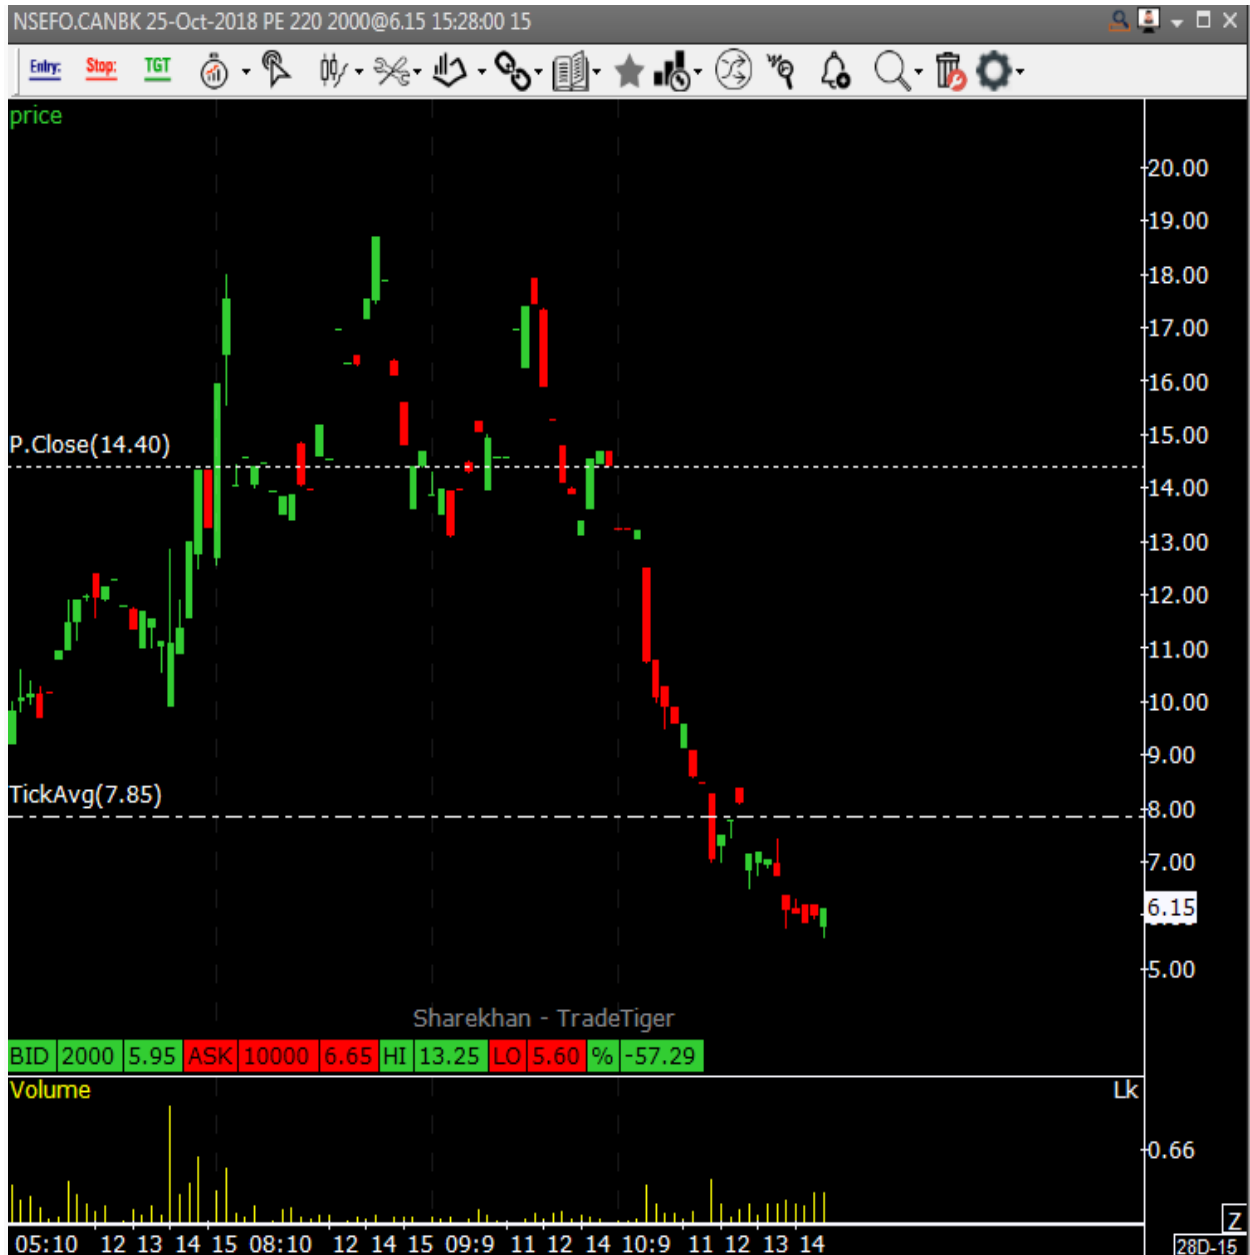 NSEFO.CANBK 25-Oct-2018 PE 220 2000@6.15 15:28:00 15
Entry: Stop: TGT
price
20.00
19.00
18.00
17.00
16.00
15.00
P.Close(14.40)
14.00
13.00
12.00
11.00
10.00
9.00
TickAvg(7.85)
8.00
7.00
6.15
5.00
Sharekhan - TradeTiger
BID 2000 5.95 ASK 10000 6.65 HI 13.25 LO 5.60 % -57.29
Volume Lk
0.66
Z
05:10 12 13 14 15 08:10 12 14 15 09:9 11 12 14 10:9 11 12 13 14 28D-15